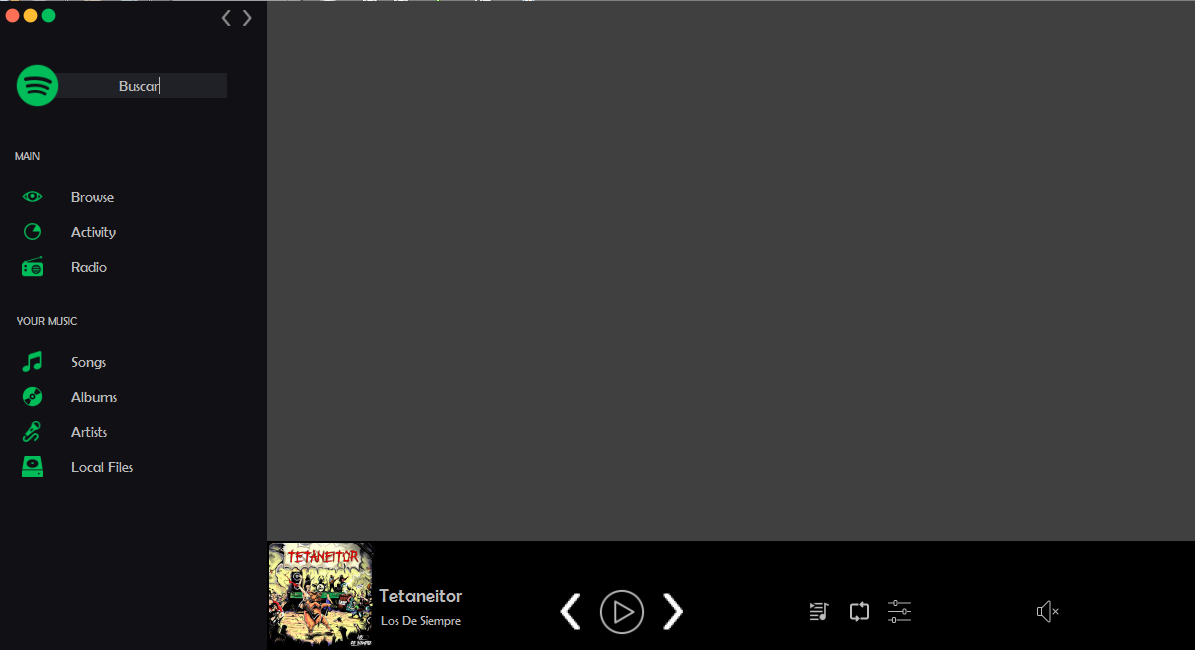 Buscar
MAIN
Browse
Activity
Radio
YOUR MUSIC
Songs
Albums
Artists
Local Files
TETANEITOR
Tetaneitor
Los De Siempre